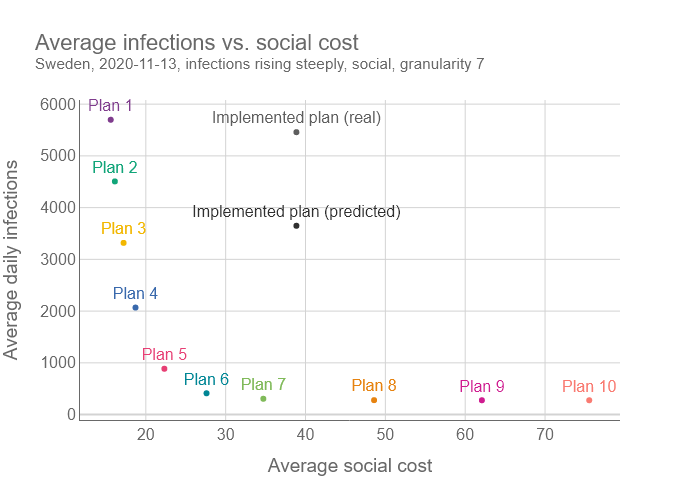 Average infections vs. social cost
Sweden, 2020-11-13, infections rising steeply, social, granularity 7
6000
Plan 1
Implemented plan (real)
5000
Plan 2
4000
Implemented plan (predicted)
Plan 3
3000
Plan 4
2000
Plan 5
1000
Plan 6
Plan 7
Plan 8
Plan 9
Plan 10
0
20
30
40
50
60
70
Average social cost
Average daily infections